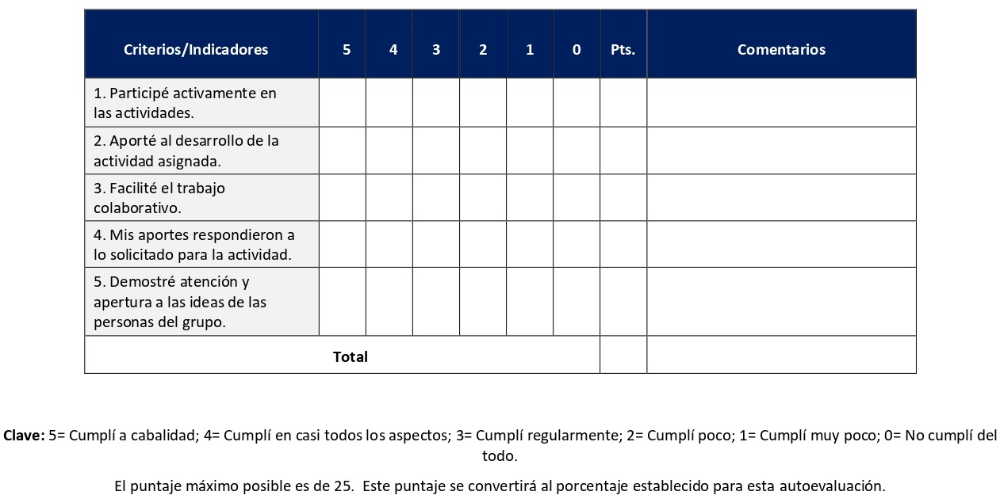 Criterios/Indicadores 5 4 3 2 1 0 Pts. Comentarios
1. Participé activamente en
las actividades.
2. Aporté al desarrollo de la
actividad asignada.
3. Facilité el trabajo
colaborativo.
4. Mis aportes respondieron a
lo solicitado para la actividad.
5. Demostré atención y
apertura a las ideas de las
personas del grupo.
Total
Clave: 5= Cumplí a cabalidad; 4= Cumplí en casi todos los aspectos; 3= Cumplí regularmente; 2= Cumplí poco; 1= Cumplí muy poco; 0= No cumplí del
todo.
El puntaje máximo posible es de 25.  Este puntaje se convertirá al porcentaje establecido para esta autoevaluación.